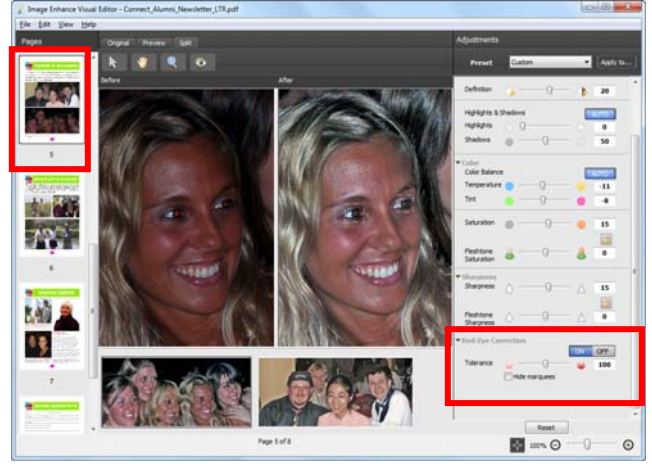 Image Enhance Visual Editor - Connect_Alumni_Newsletter_LTR.pdf
File Edit View Help
Pages
Original Preview Split
Adjustments
Preset Custom Apply to...
Before After
Definition 20
Highlights & Shadows AUTO
Highlights 0
Shadows 50
5
Color
Color Balance AUTO
Temperature -11
Tint -8
Saturation 15
Fleshtone
Saturation 0
6
Sharpness
Sharpness 15
Fleshtone
Sharpness 0
Red-Eye Correction
ON OFF
Tolerance 100
Hide marquees
7
Reset
Page 5 of 8
100%